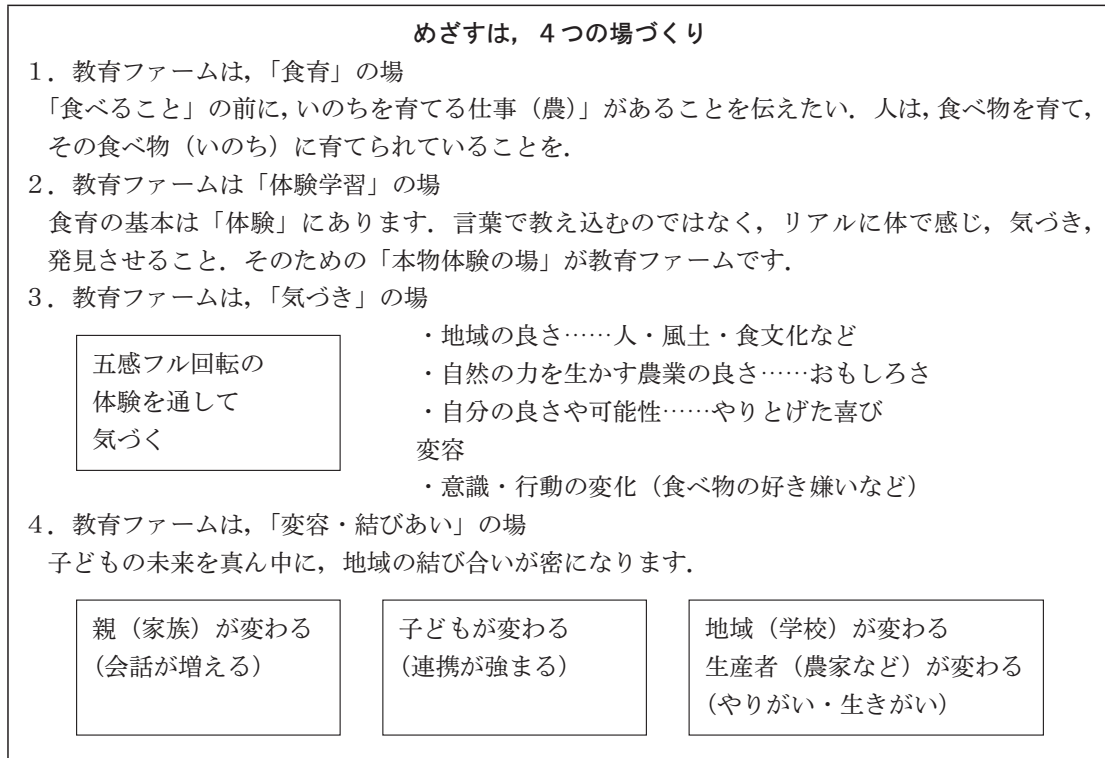 めざすは，4つの場づくり
1．教育ファームは，「食育」の場
「食べること」の前に，いのちを育てる仕事（農）」があることを伝えたい．人は，食べ物を育て，
その食べ物（いのち）に育てられていることを．
2．教育ファームは「体験学習」の場
食育の基本は「体験」にあります．言葉で教え込むのではなく，リアルに体で感じ，気づき，
発見させること．そのための「本物体験の場」が教育ファームです．
3．教育ファームは，「気づき」の場
五感フル回転の
体験を通して
気づく
・地域の良さ……人・風土・食文化など
・自然の力を生かす農業の良さ……おもしろさ
・自分の良さや可能性……やりとげた喜び
変容
・意識・行動の変化（食べ物の好き嫌いなど）
4．教育ファームは，「変容・結びあい」の場
子どもの未来を真ん中に，地域の結び合いが密になります．
親（家族）が変わる
（会話が増える）
子どもが変わる
（連携が強まる）
地域（学校）が変わる
生産者（農家など）が変わる
（やりがい・生きがい）